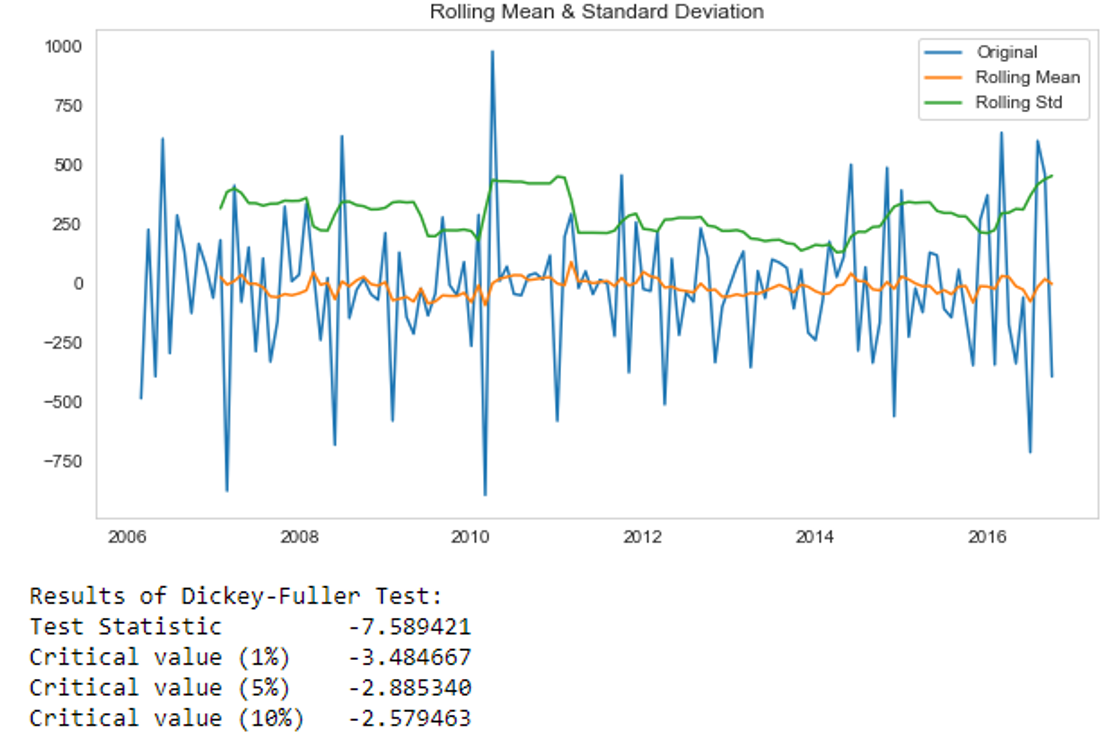 Rolling Mean & Standard Deviation
1000
750
500
250
0
−250
−500
−750
Original
Rolling Mean
Rolling Std
2006 2008 2010 2012 2014 2016
Results of Dickey-Fuller Test:
Test Statistic -7.589421
Critical value (1%) -3.484667
Critical value (5%) -2.885340
Critical value (10%) -2.579463